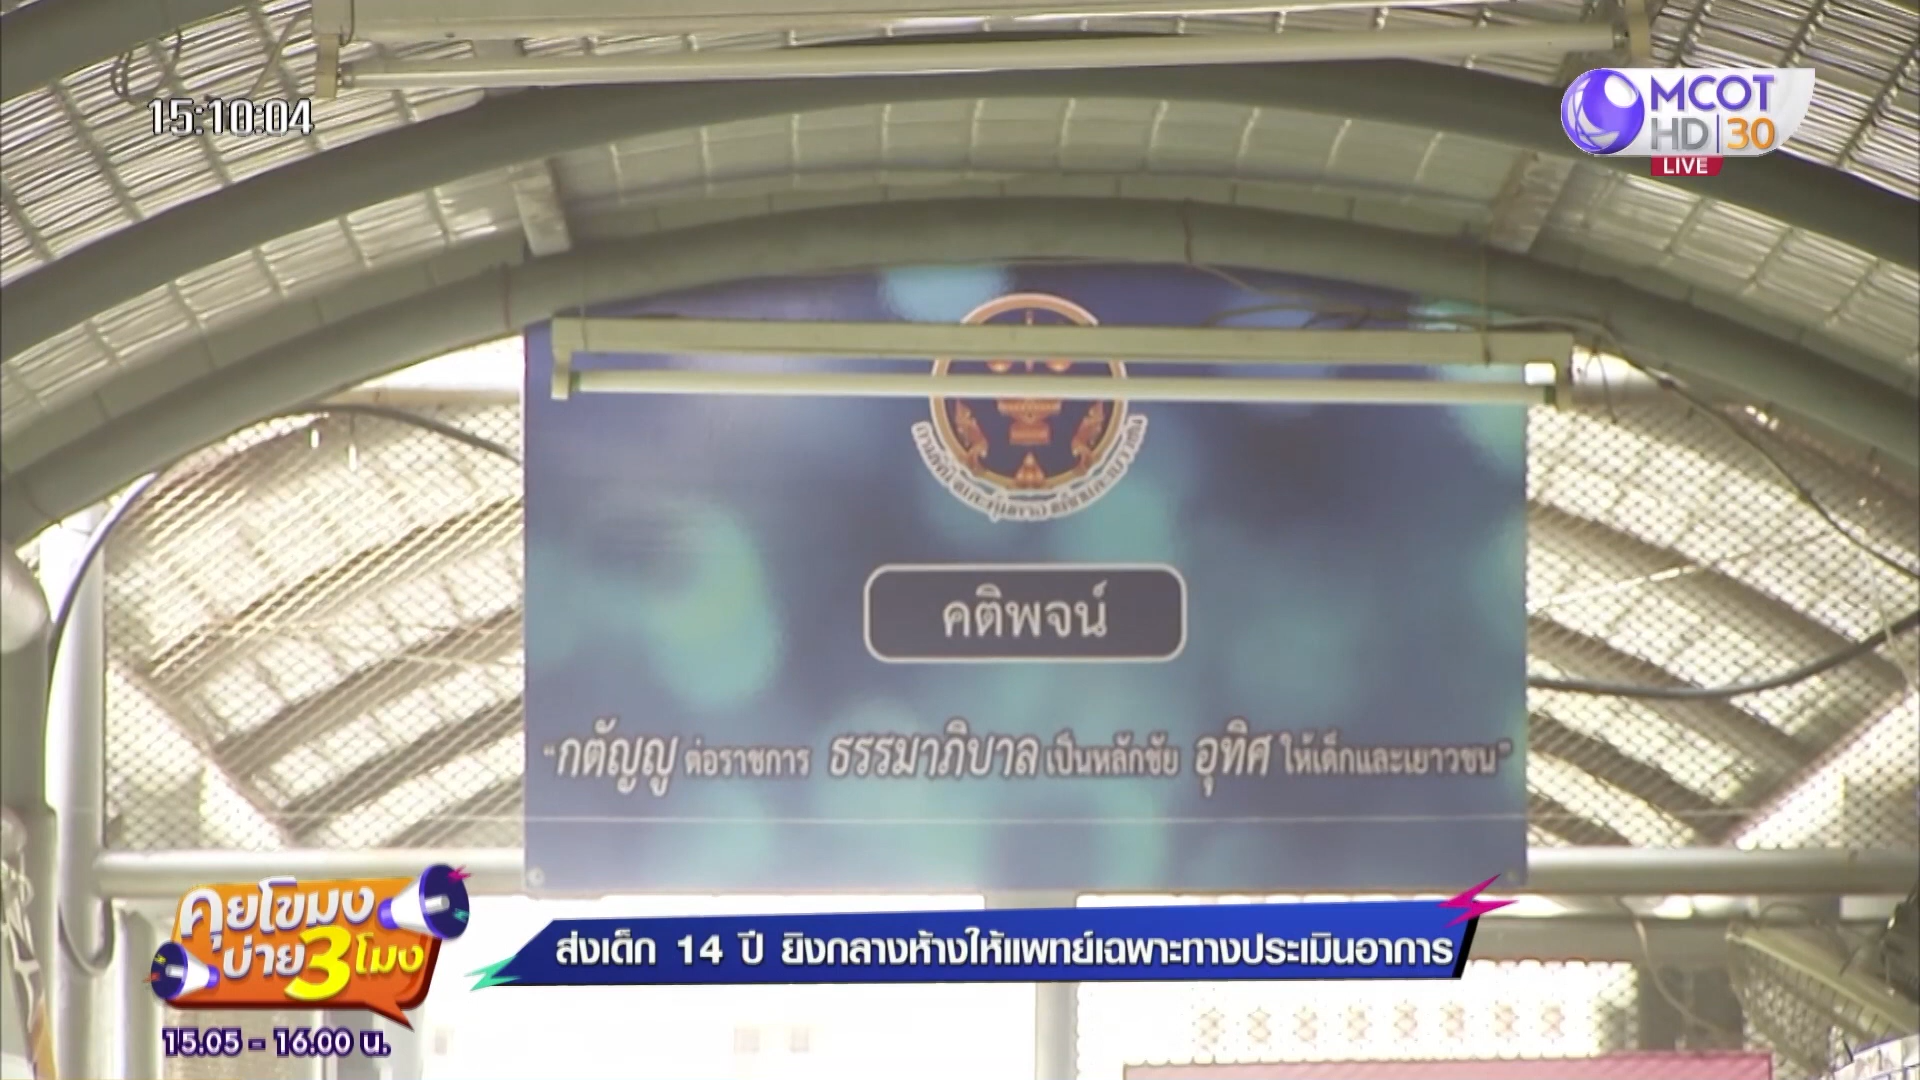 15:10:04
MCOT
HD 30
LIVE
คติพจน์
"กตัญญู ต่อราชการ ธรรมาภิบาล เป็นหลักชัย อุทิศ ให้เด็กและเยาวชน"
คุยโขมง
บ่าย 3 โมง
ส่งเด็ก 14 ปี ยิงกลางห้างให้แพทย์เฉพาะทางประเมินอาการ
15.05 - 16.00 น.